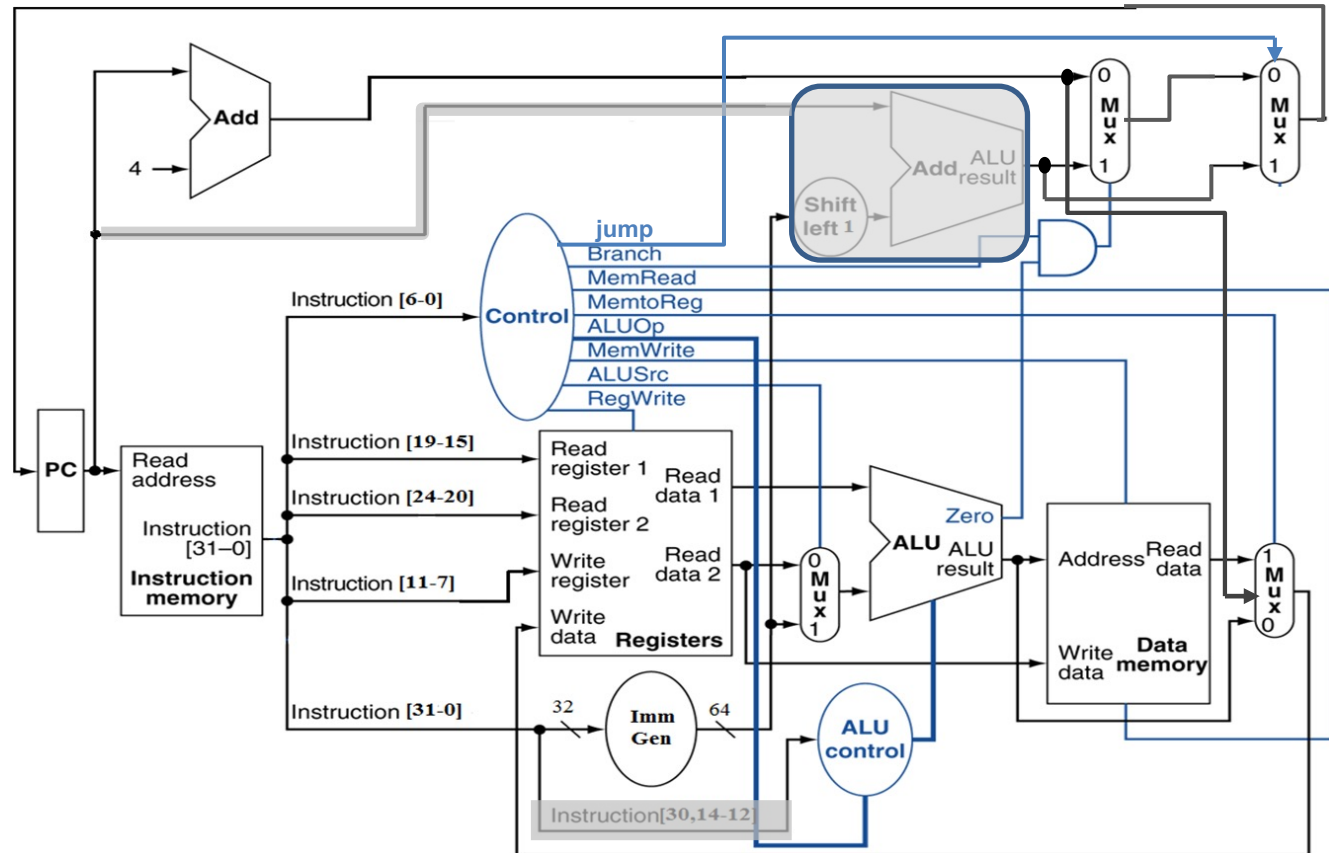 Add
4
0
Mux
1
0
Mux
1
Add
ALU
result
Shift
left 1
jump
Branch
MemRead
MemtoReg
ALUOp
MemWrite
ALUSrc
RegWrite
Control
Instruction [6-0]
Instruction [19-15]
Instruction [24-20]
Instruction [11-7]
Instruction [31-0]
PC
Read
address
Instruction
[31–0]
Instruction
memory
Read
register 1
Read
register 2
Write
register
Write
data
Read
data 1
Read
data 2
Registers
0
Mux
1
Zero
ALU
ALU
result
Address
Read
data
Write
data
Data
memory
1
Mux
0
32
Imm
Gen
64
ALU
control
Instruction[30,14-12]